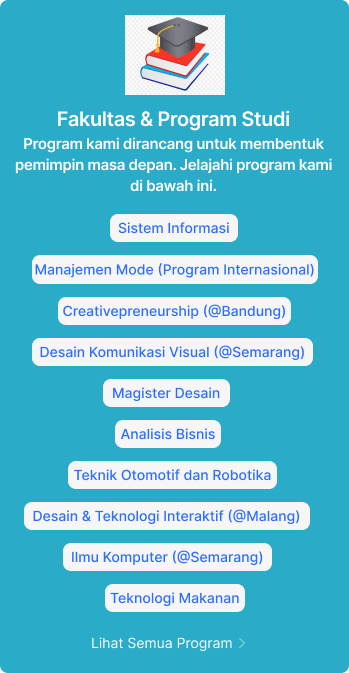 Fakultas & Program Studi
Program kami dirancang untuk membentuk
pemimpin masa depan. Jelajahi program kami
di bawah ini.
Sistem Informasi
Manajemen Mode (Program Internasional)
Creativepreneurship (@Bandung)
Desain Komunikasi Visual (@Semarang)
Magister Desain
Analisis Bisnis
Teknik Otomotif dan Robotika
Desain & Teknologi Interaktif (@Malang)
Ilmu Komputer (@Semarang)
Teknologi Makanan
Lihat Semua Program >